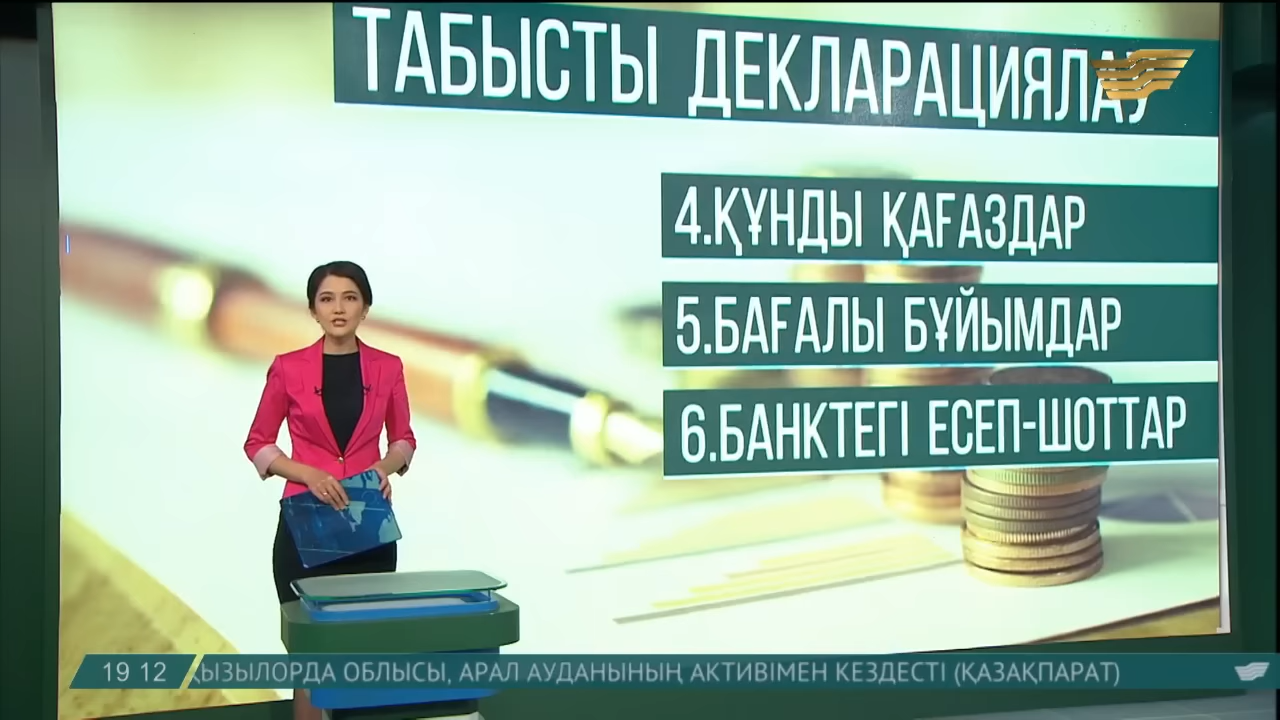 ТАБЫСТЫ ДЕКЛАРАЦИЯЛАУ
4.ҚҰНДЫ ҚАҒАЗДАР
5.БАҒАЛЫ БҰЙЫМДАР
6.БАНКТЕГІ ЕСЕП-ШОТТАР
19 12 ҚЫЗЫЛОРДА ОБЛЫСЫ, АРАЛ АУДАНЫНЫҢ АКТИВІМЕН КЕЗДЕСТІ (ҚАЗАҚПАРАТ)